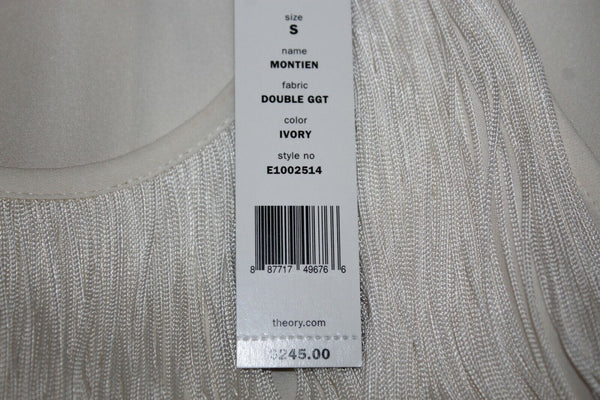 size
S
name
MONTIEN
fabric
DOUBLE GGT
color
IVORY
style no
E1002514
8 87717 49676 6
theory.com
$245.00